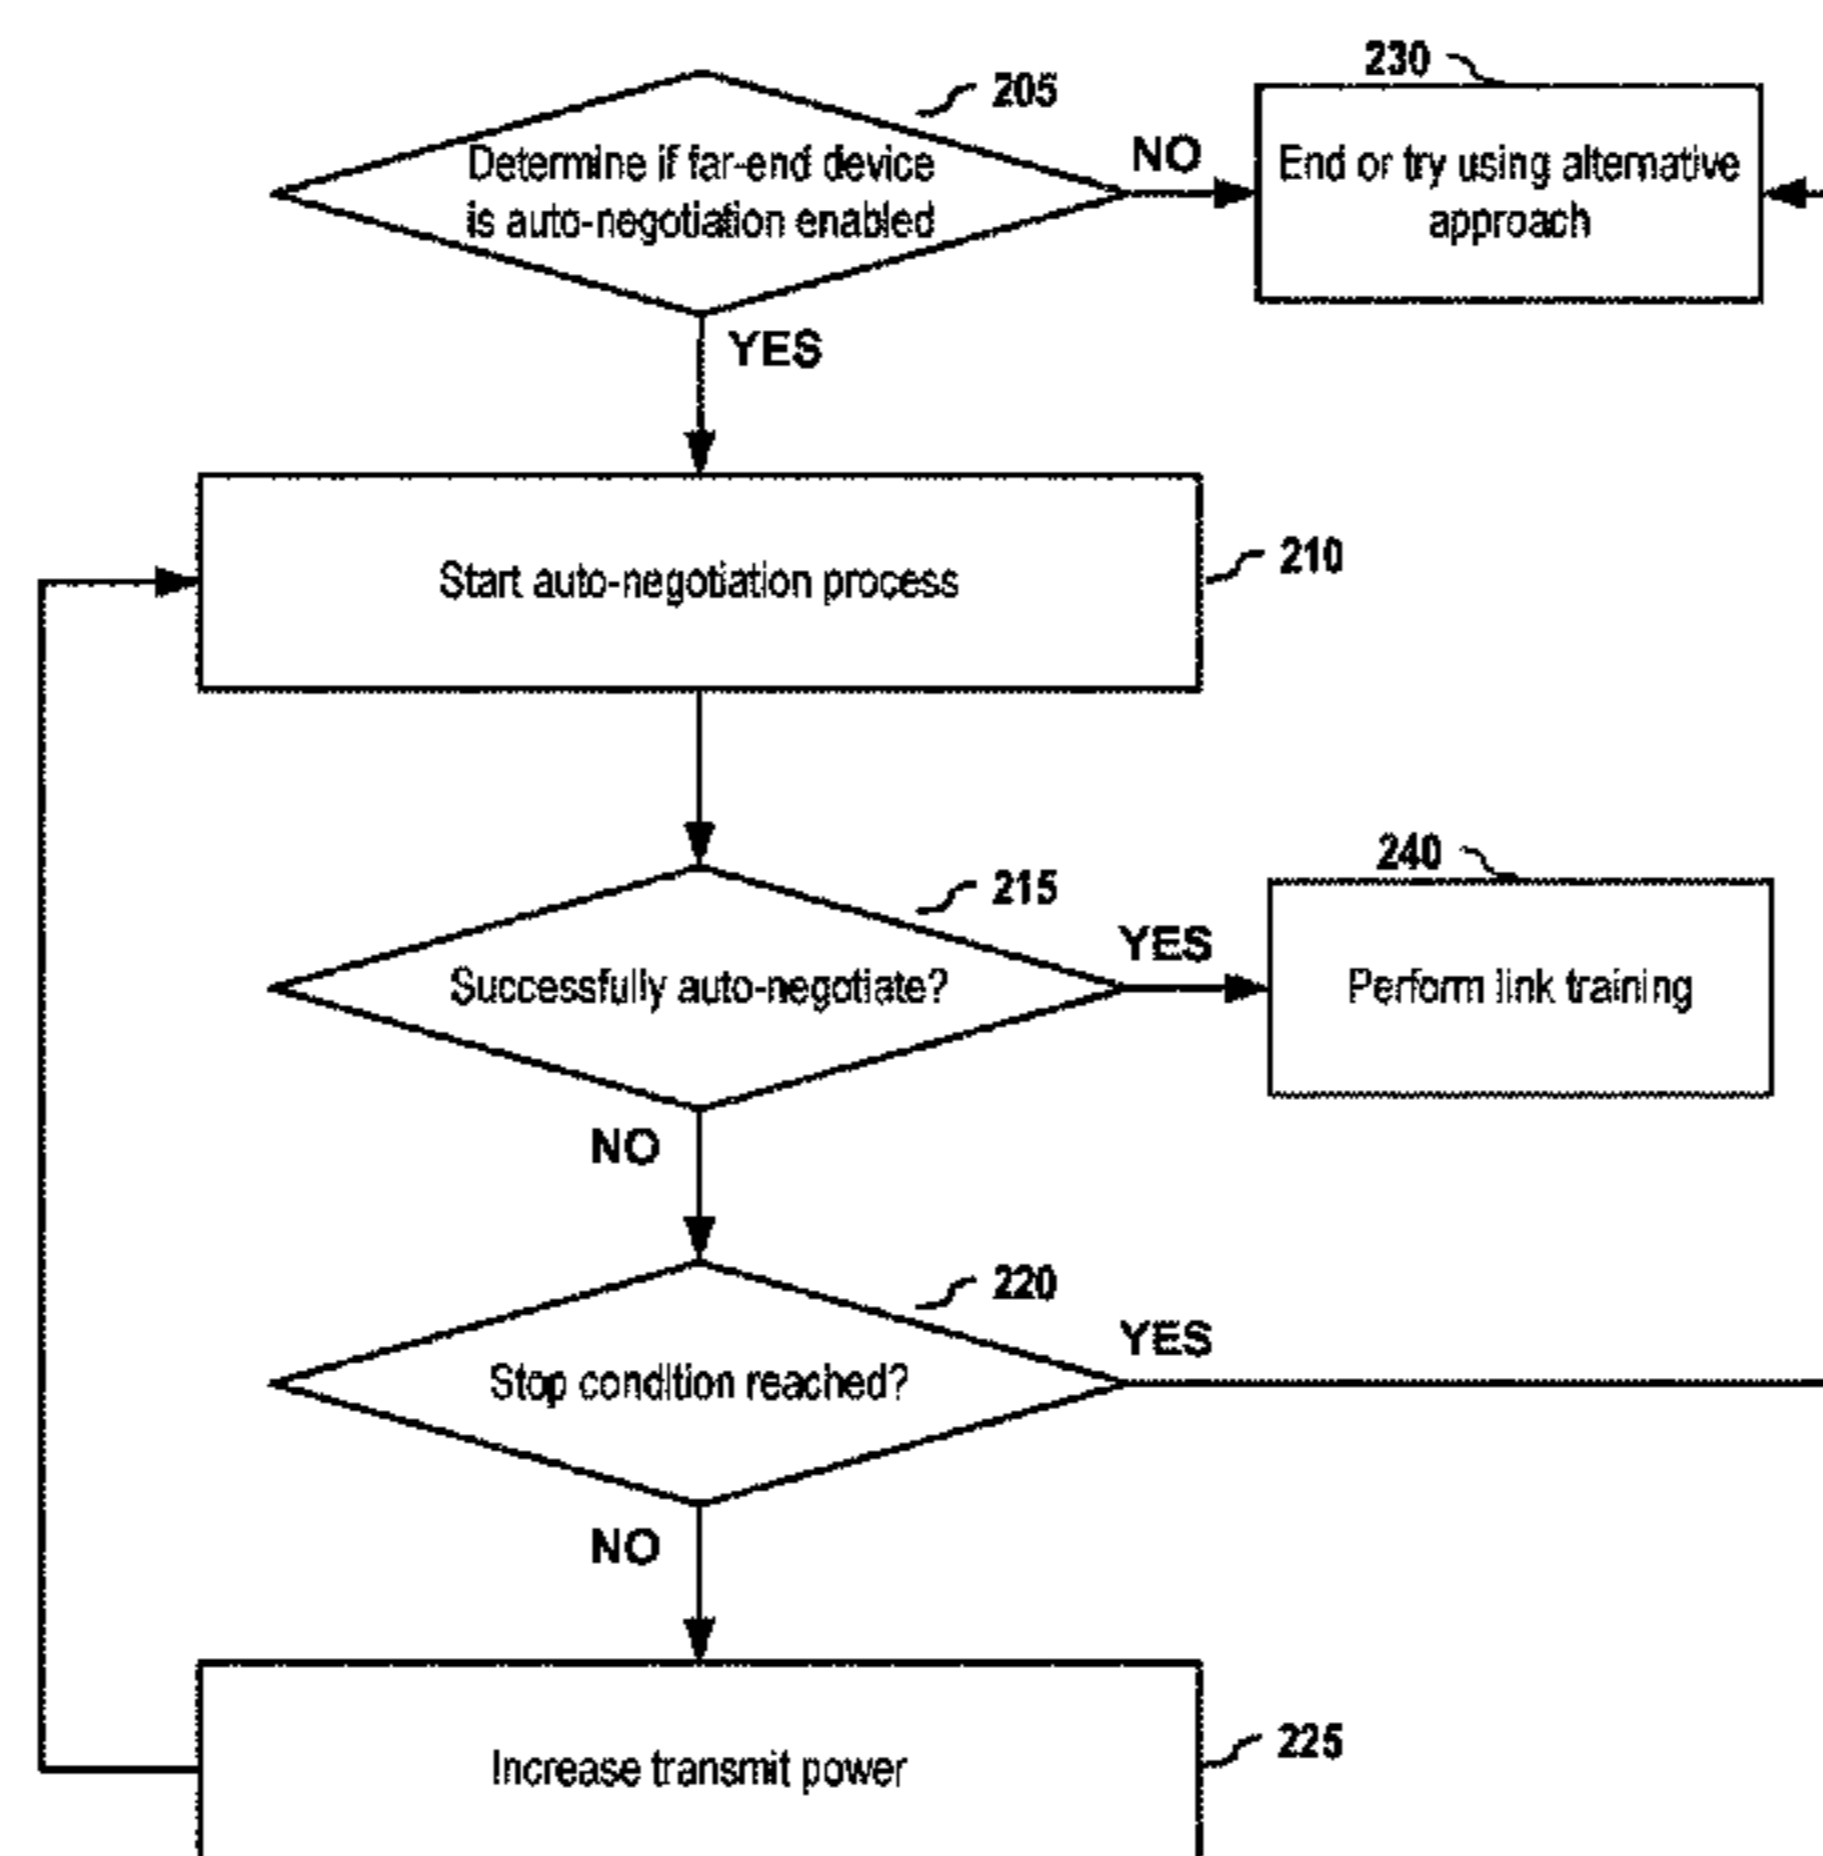 205
230
Determine if far-end device
is auto-negotiation enabled
NO
End or try using alternative
approach
YES
Start auto-negotiation process
210
215
240
Successfully auto-negotiate?
YES
Perform link training
NO
220
Stop condition reached?
YES
NO
Increase transmit power
225